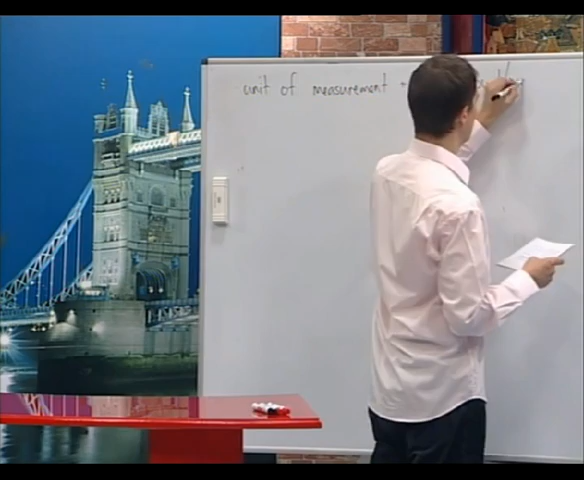 unit of measurement +